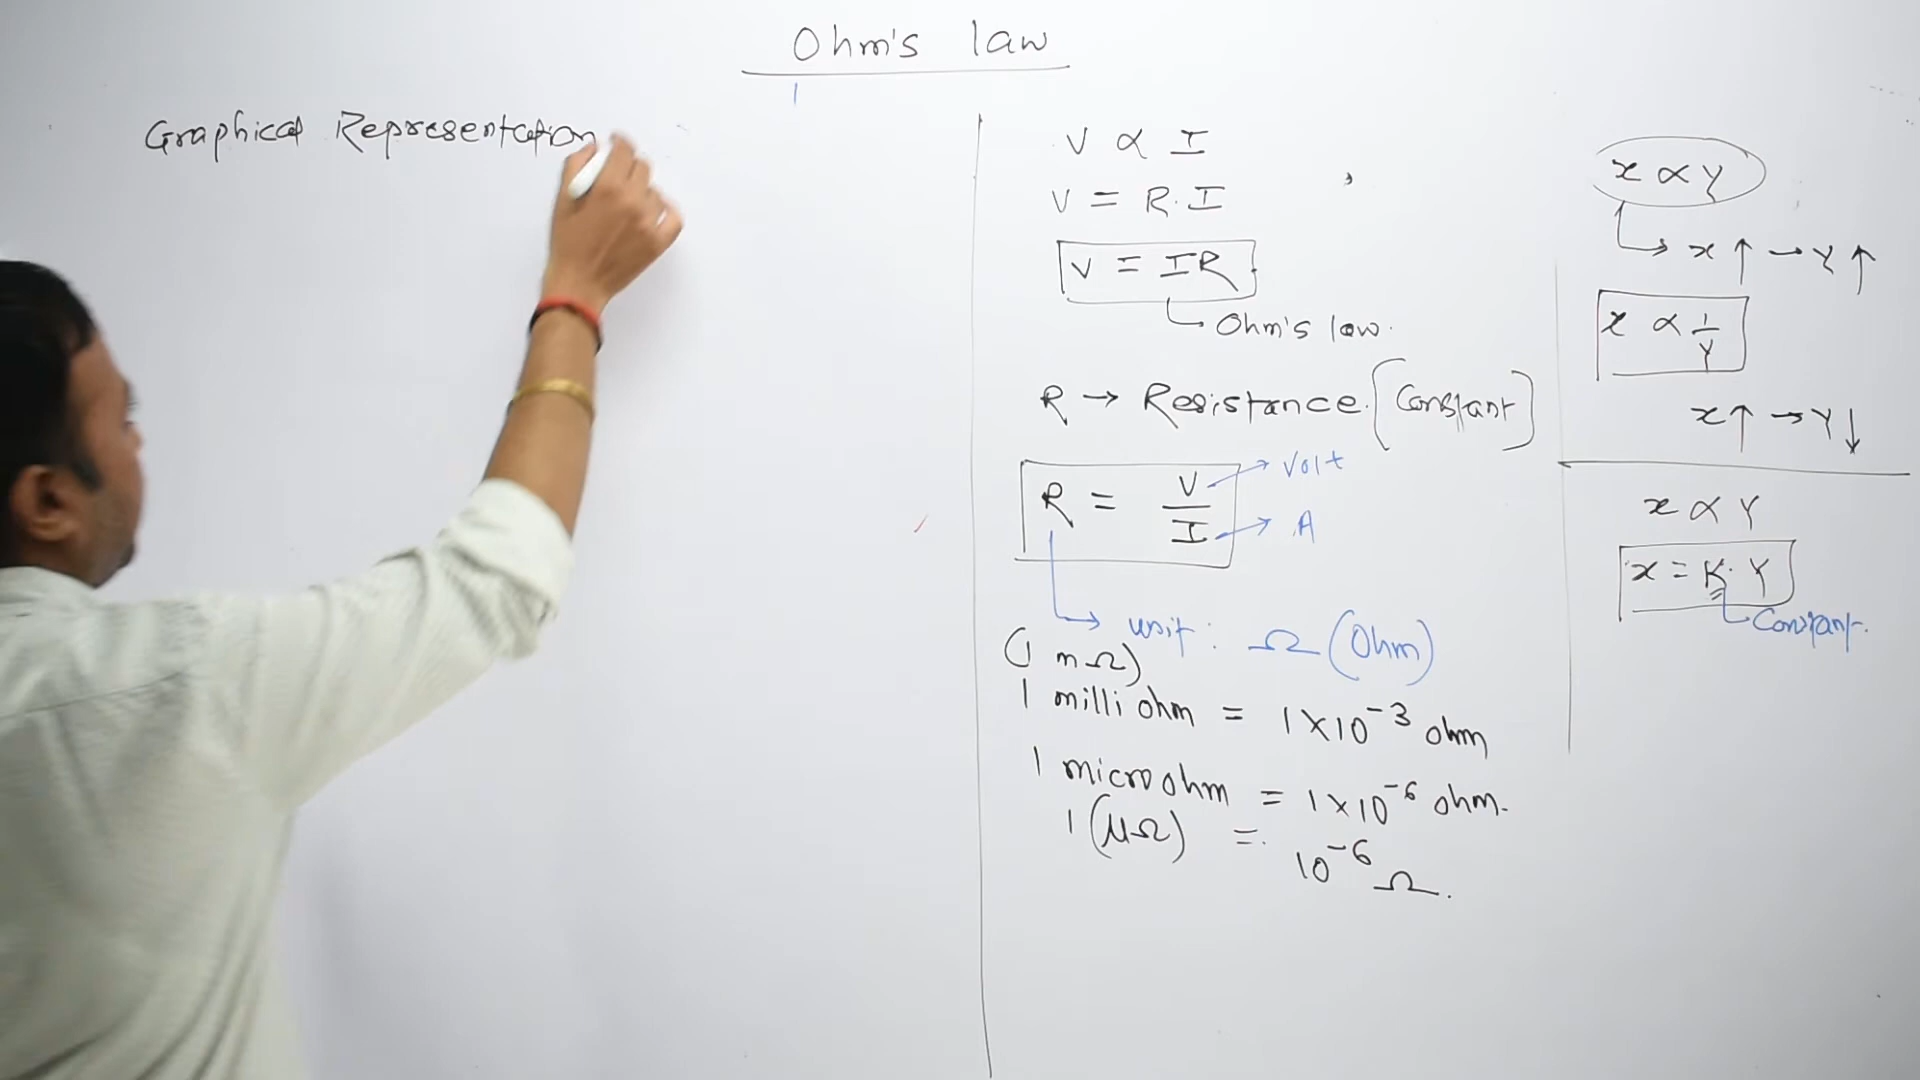 Ohm's law
Graphical Representation
V ∝ I
V = R.I
V = IR
Ohm's law.
R → Resistance. [Constant]
R = V/I
Volt
A
unit: Ω (Ohm)
(1 mΩ)
1 milli ohm = 1×10⁻³ ohm
1 micro ohm = 1×10⁻⁶ ohm.
1 (μΩ) = 10⁻⁶ Ω.
x ∝ Y
x ↑ → Y ↑
x ∝ 1/Y
x ↑ → Y ↓
x ∝ Y
x = K. Y
Constant.